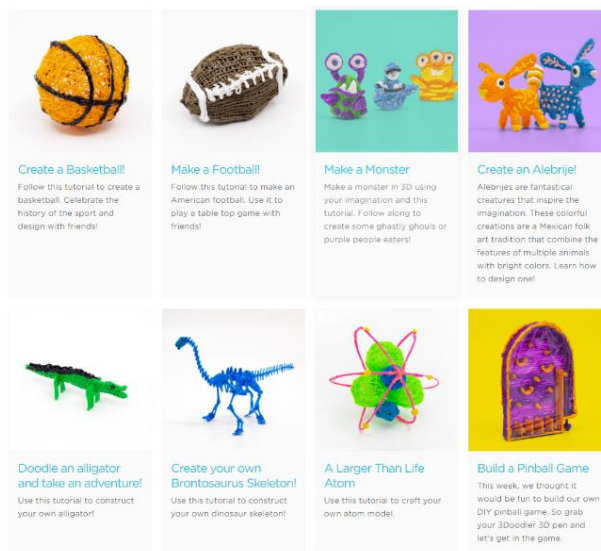 Create a Basketball!
Follow this tutorial to create a
basketball. Celebrate the
history of the sport and
design with friends!
Make a Football!
Follow this tutorial to make an
American football. Use it to
play a table top game with
friends!
Make a Monster
Make a monster in 3D using
your imagination and this
tutorial. Follow along to
create some ghastly ghouls or
purple people eaters!
Create an Alebrije!
Alebrijes are fantastical
creatures that inspire the
imagination. These colorful
creations are a Mexican folk
art tradition that combine the
features of multiple animals
with bright colors. Learn how
to design one!
Doodle an alligator
and take an adventure!
Use this tutorial to construct
your own alligator!
Create your own
Brontosaurus Skeleton!
Use this tutorial to construct
your own dinosaur skeleton!
A Larger Than Life
Atom
Use this tutorial to craft your
own atom model.
Build a Pinball Game
This week, we thought it
would be fun to build our own
DIY pinball game. So grab
your 3Doodler 3D pen and
let's get in the game.